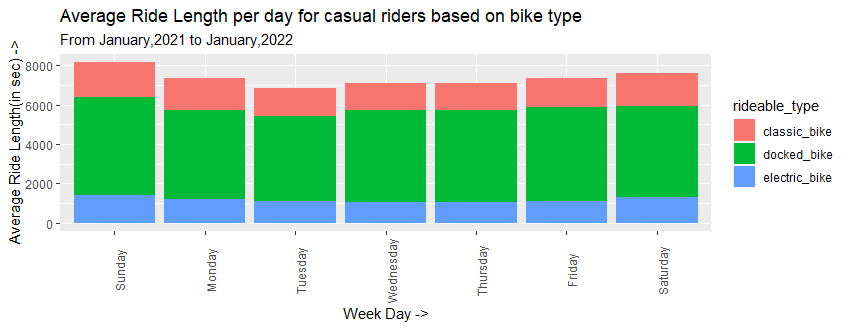 Average Ride Length per day for casual riders based on bike type
From January,2021 to January,2022
Average Ride Length(in sec) ->
8000
6000
4000
2000
0
Sunday
Monday
Tuesday
Wednesday
Thursday
Friday
Saturday
Week Day ->
rideable_type
classic_bike
docked_bike
electric_bike